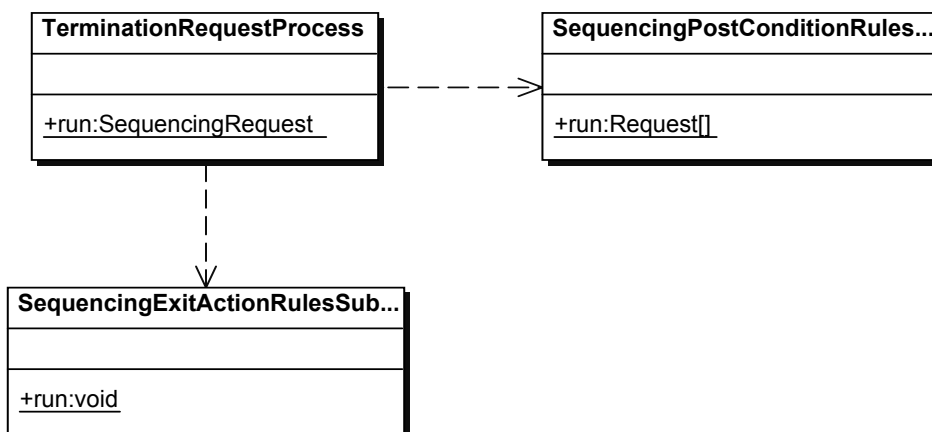 TerminationRequestProcess
SequencingPostConditionRules...
+run:SequencingRequest
+run:Request[]
SequencingExitActionRulesSub...
+run:void